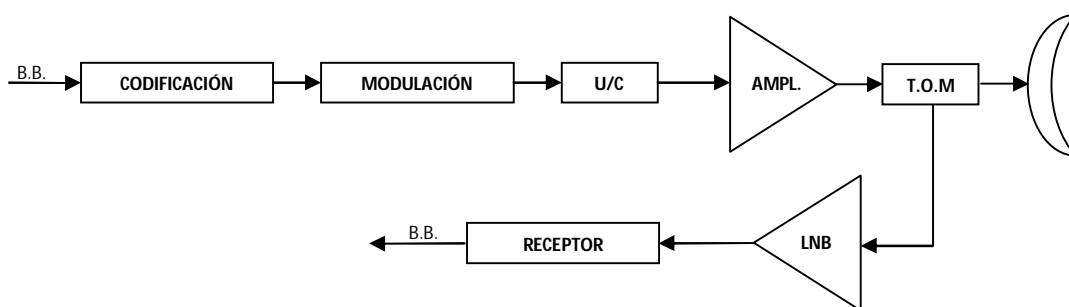 B.B.
CODIFICACIÓN
MODULACIÓN
U/C
AMPL.
T.O.M
B.B.
RECEPTOR
LNB